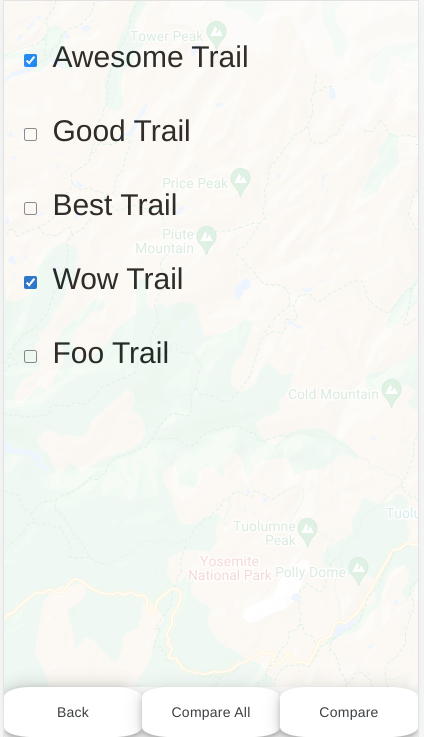 Tower Peak
Awesome Trail
Good Trail
Price Peak
Best Trail
Piute
Mountain
Wow Trail
Foo Trail
Cold Mountain
Tuolumne
Peak
Yosemite
National Park
Polly Dome
Back
Compare All
Compare